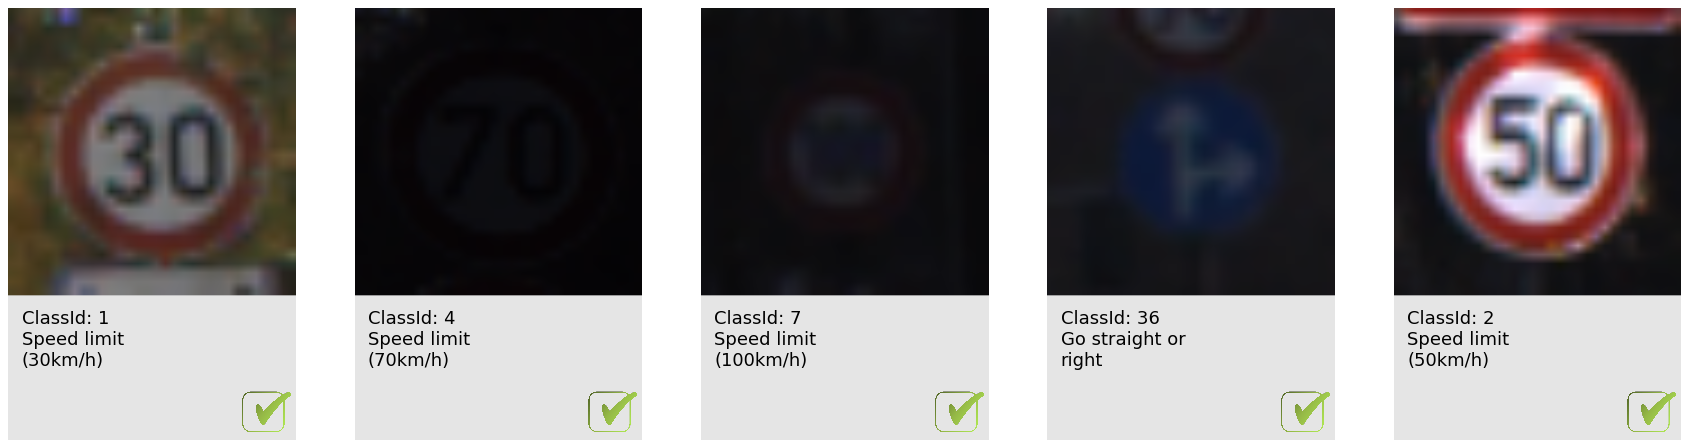 30
70
50
ClassId: 1
Speed limit
(30km/h)
ClassId: 4
Speed limit
(70km/h)
ClassId: 7
Speed limit
(100km/h)
ClassId: 36
Go straight or
right
ClassId: 2
Speed limit
(50km/h)